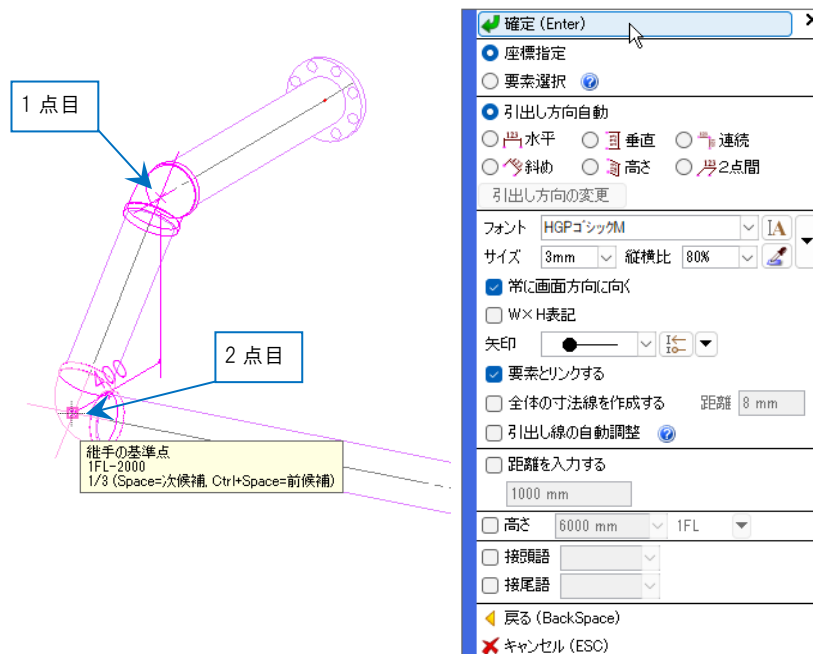 1点目
2点目
400
継手の基準点
1FL-2000
1/3 (Space=次候補, Ctrl+Space=前候補)
確定 (Enter)
座標指定
要素選択
引出し方向自動
水平 垂直 連続
斜め 高さ 2点間
引出し方向の変更
フォント HGPゴシックM
サイズ 3mm 縦横比 80%
常に画面方向に向く
W×H表記
矢印
要素とリンクする
全体の寸法線を作成する 距離 8 mm
引出し線の自動調整
距離を入力する
1000 mm
高さ 6000 mm 1FL
接頭語
接尾語
戻る (BackSpace)
キャンセル (ESC)